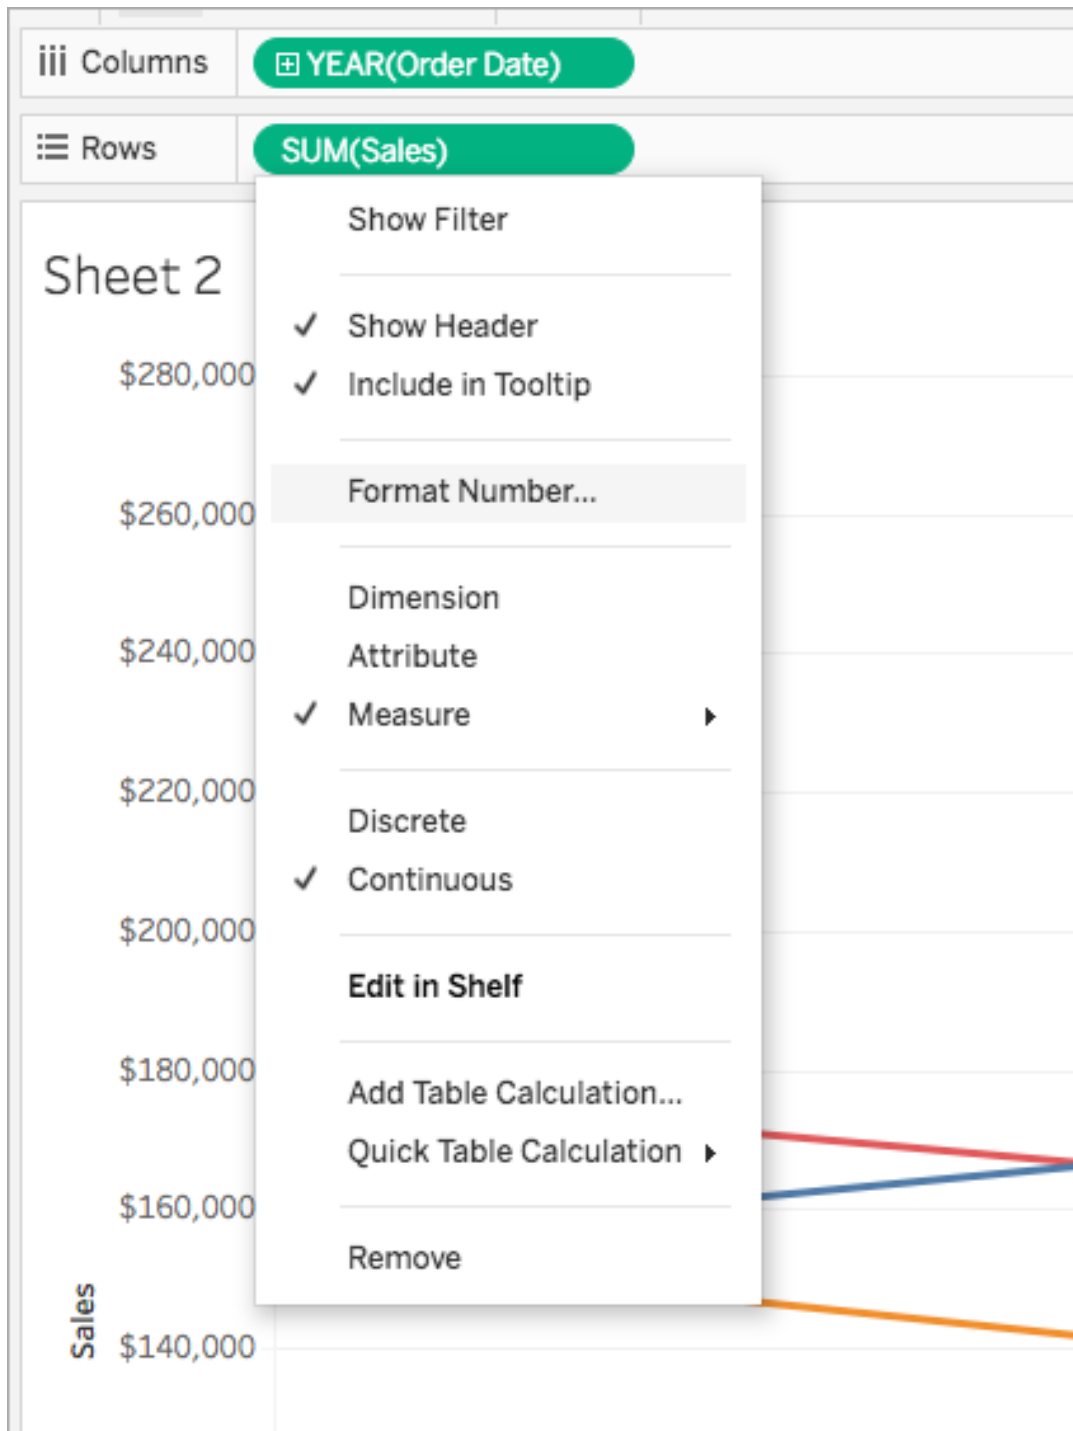 Columns
YEAR(Order Date)
Rows
SUM(Sales)
Sheet 2
Show Filter
Show Header
Include in Tooltip
Format Number...
Dimension
Attribute
Measure
Discrete
Continuous
Edit in Shelf
Add Table Calculation...
Quick Table Calculation
Remove
$280,000
$260,000
$240,000
$220,000
$200,000
$180,000
$160,000
$140,000
Sales